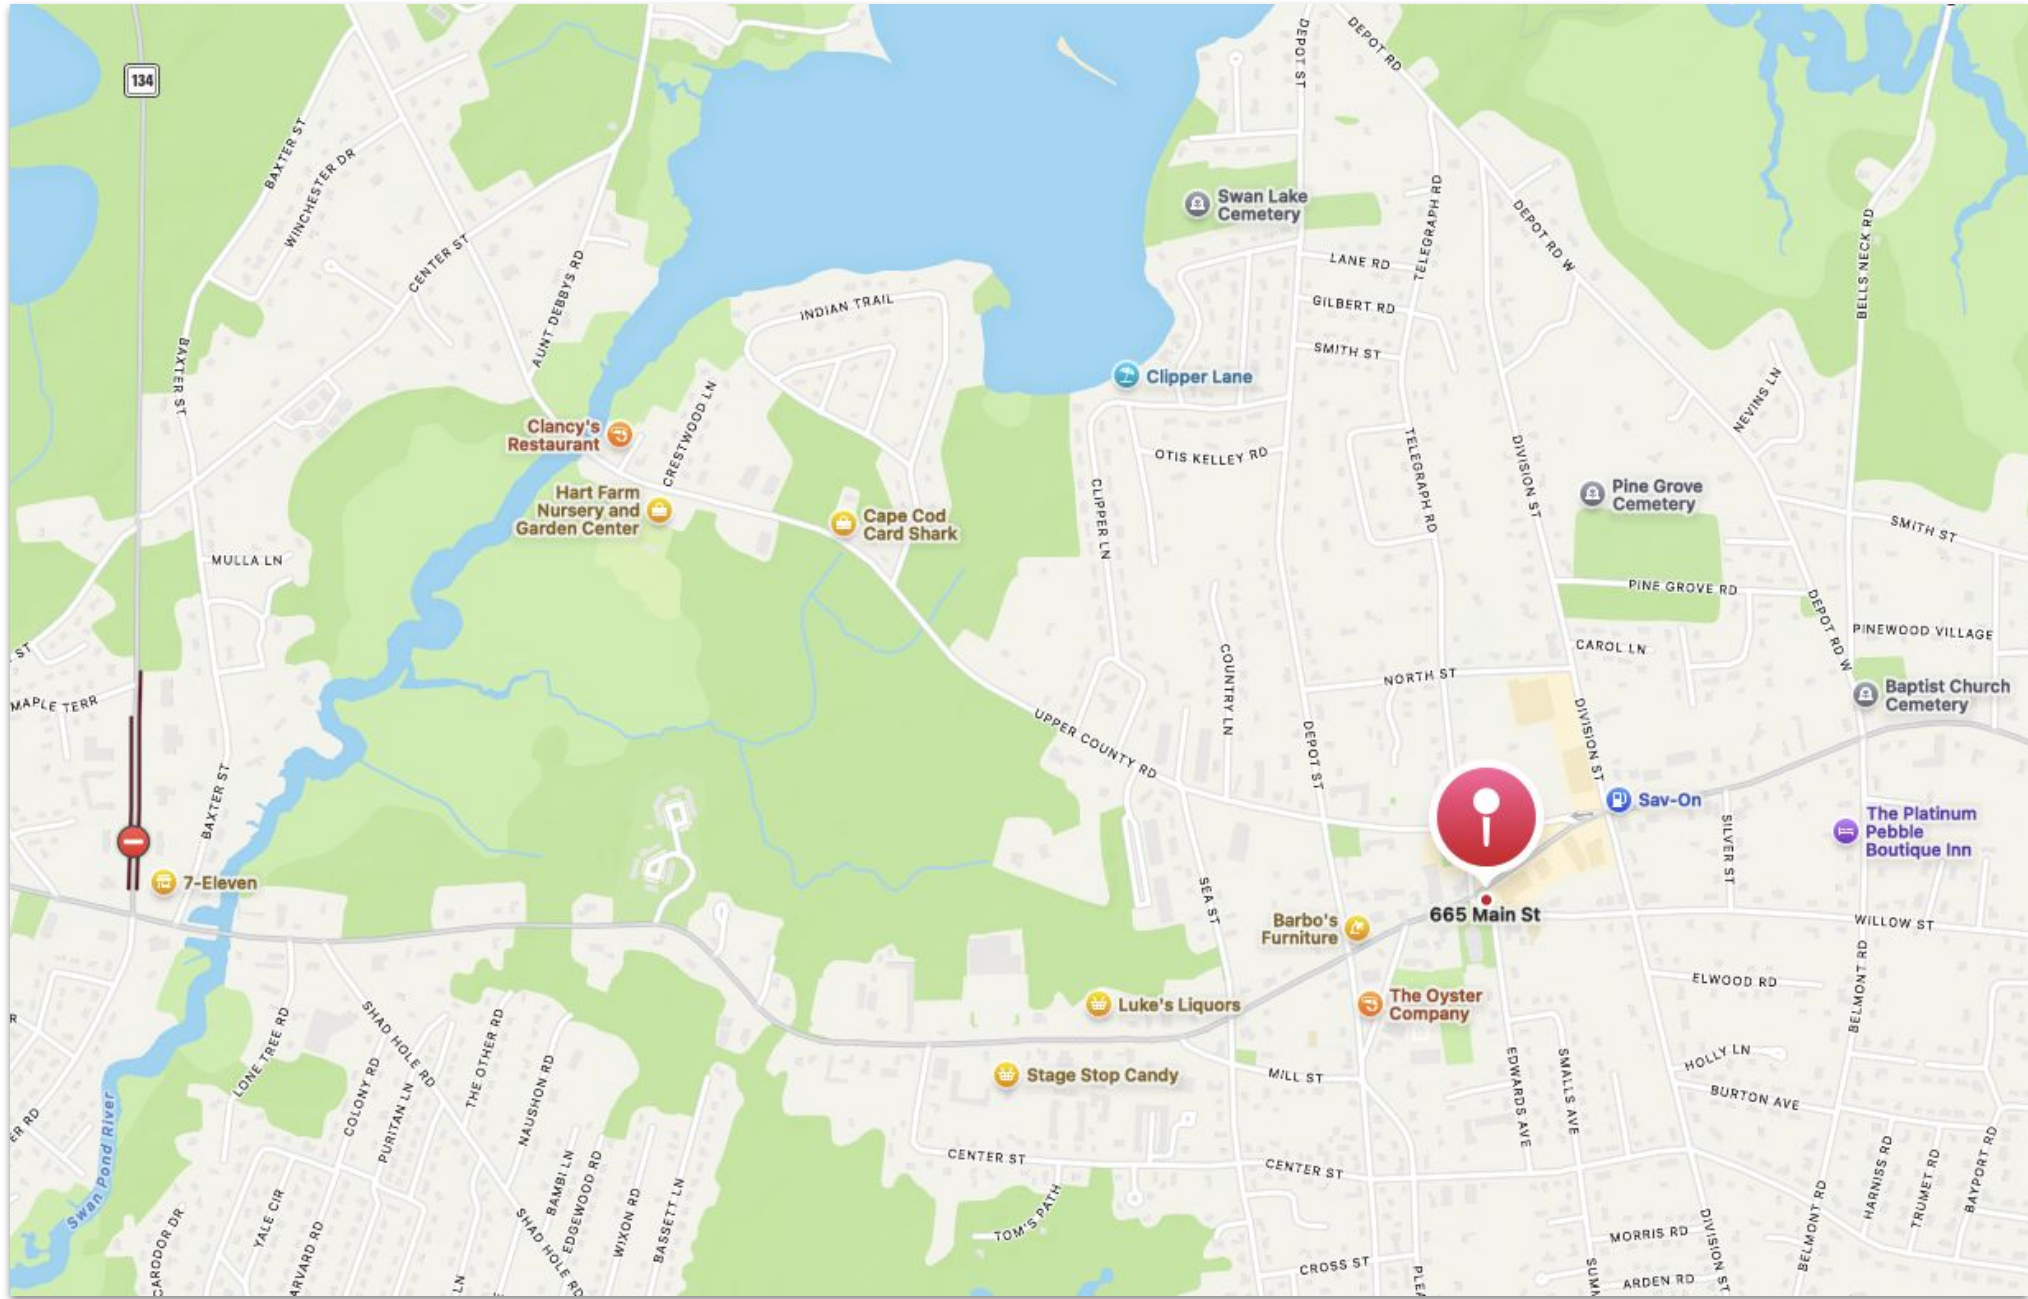 134
BAXTER ST
WINCHESTER DR
CENTER ST
AUNT DEBBYS RD
BAXTER ST
DEPOT ST
DEPOT RD
Swan Lake
Cemetery
TELEGRAPH RD
DEPOT RD W
BELLS NECK RD
LANE RD
GILBERT RD
SMITH ST
INDIAN TRAIL
Clipper Lane
NEVINS LN
Clancy's
Restaurant
CRESTWOOD LN
OTIS KELLEY RD
TELEGRAPH RD
DIVISION ST
Hart Farm
Nursery and
Garden Center
Cape Cod
Card Shark
CLIPPER LN
Pine Grove
Cemetery
SMITH ST
MULLA LN
PINE GROVE RD
DEPOT RD W
PINEWOOD VILLAGE
ST
MAPLE TERR
COUNTRY LN
NORTH ST
CAROL LN
Baptist Church
Cemetery
UPPER COUNTY RD
DEPOT ST
DIVISION ST
BAXTER ST
Sav-On
SILVER ST
The Platinum
Pebble
Boutique Inn
7-Eleven
SEA ST
665 Main St
Barbo's
Furniture
WILLOW ST
BELMONT RD
ELWOOD RD
Luke's Liquors
The Oyster
Company
SHAD HOLE RD
LONE TREE RD
THE OTHER RD
NAUSHON RD
COLONY RD
PURITAN LN
Stage Stop Candy
MILL ST
EDWARDS AVE
SMALLS AVE
HOLLY LN
BURTON AVE
R
ER RD
Swan Pond River
CENTER ST
CENTER ST
BAMBI LN
EDGEWOOD RD
WIXON RD
BASSETT LN
HARNISS RD
TRUMET RD
BAYPORT RD
YALE CIR
SHAD HOLE RD
TOM'S PATH
MORRIS RD
DIVISION ST
BELMONT RD
CARODOR DR
ARVARD RD
LN
CROSS ST
PLEA
SUMM
ARDEN RD